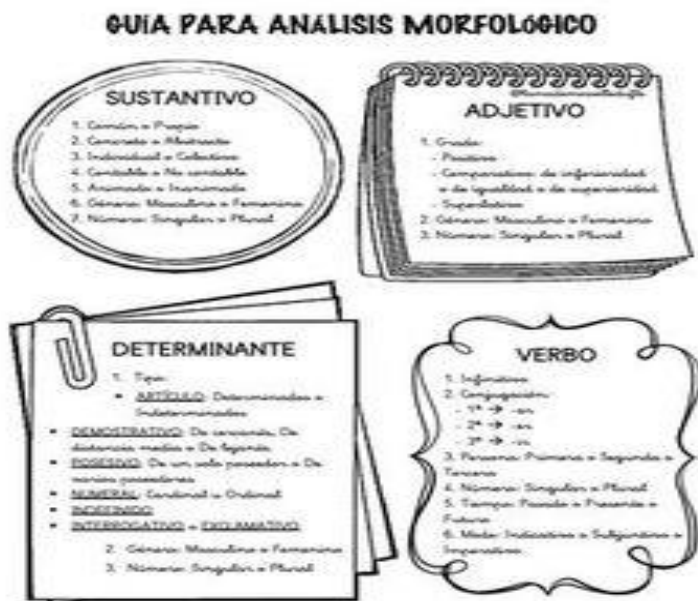 GUÍA PARA ANÁLISIS MORFOLÓGICO
SUSTANTIVO
1. Común o Propio
2. Concreto o Abstracto
3. Individual o Colectivo
4. Contable o No contable
5. Animado o Inanimado
6. Género: Masculino o Femenino
7. Número: Singular o Plural
ADJETIVO
1. Grado:
- Positivo
- Comparativo: de inferioridad
o de igualdad o de superioridad
- Superlativo
2. Género: Masculino o Femenino
3. Número: Singular o Plural
DETERMINANTE
1. Tipo:
• ARTÍCULO: Determinados o
Indeterminados
• DEMOSTRATIVO: De cercanía, De
distancia media o De lejanía
• POSESIVO: De un solo poseedor o De
varios poseedores
• NUMERAL: Cardinal u Ordinal
• INDEFINIDO
• INTERROGATIVO o EXCLAMATIVO
2. Género: Masculino o Femenino
3. Número: Singular o Plural
VERBO
1. Infinitivo
2. Conjugación:
- 1ª → -ar
- 2ª → -er
- 3ª → -ir
3. Persona: Primera o Segunda o
Tercera
4. Número: Singular o Plural
5. Tiempo: Pasado o Presente o
Futuro
6. Modo: Indicativo o Subjuntivo o
Imperativo